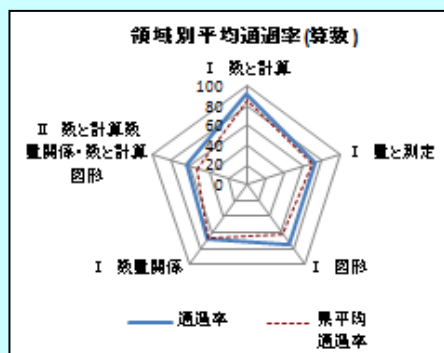 領域別平均通過率(算数)
Ⅰ 数と計算
100
80
60
40
20
0
Ⅱ 数と計算数
量関係・数と計算
図形
Ⅰ 量と測定
Ⅰ 数量関係
Ⅰ 図形
通過率
県平均
通過率